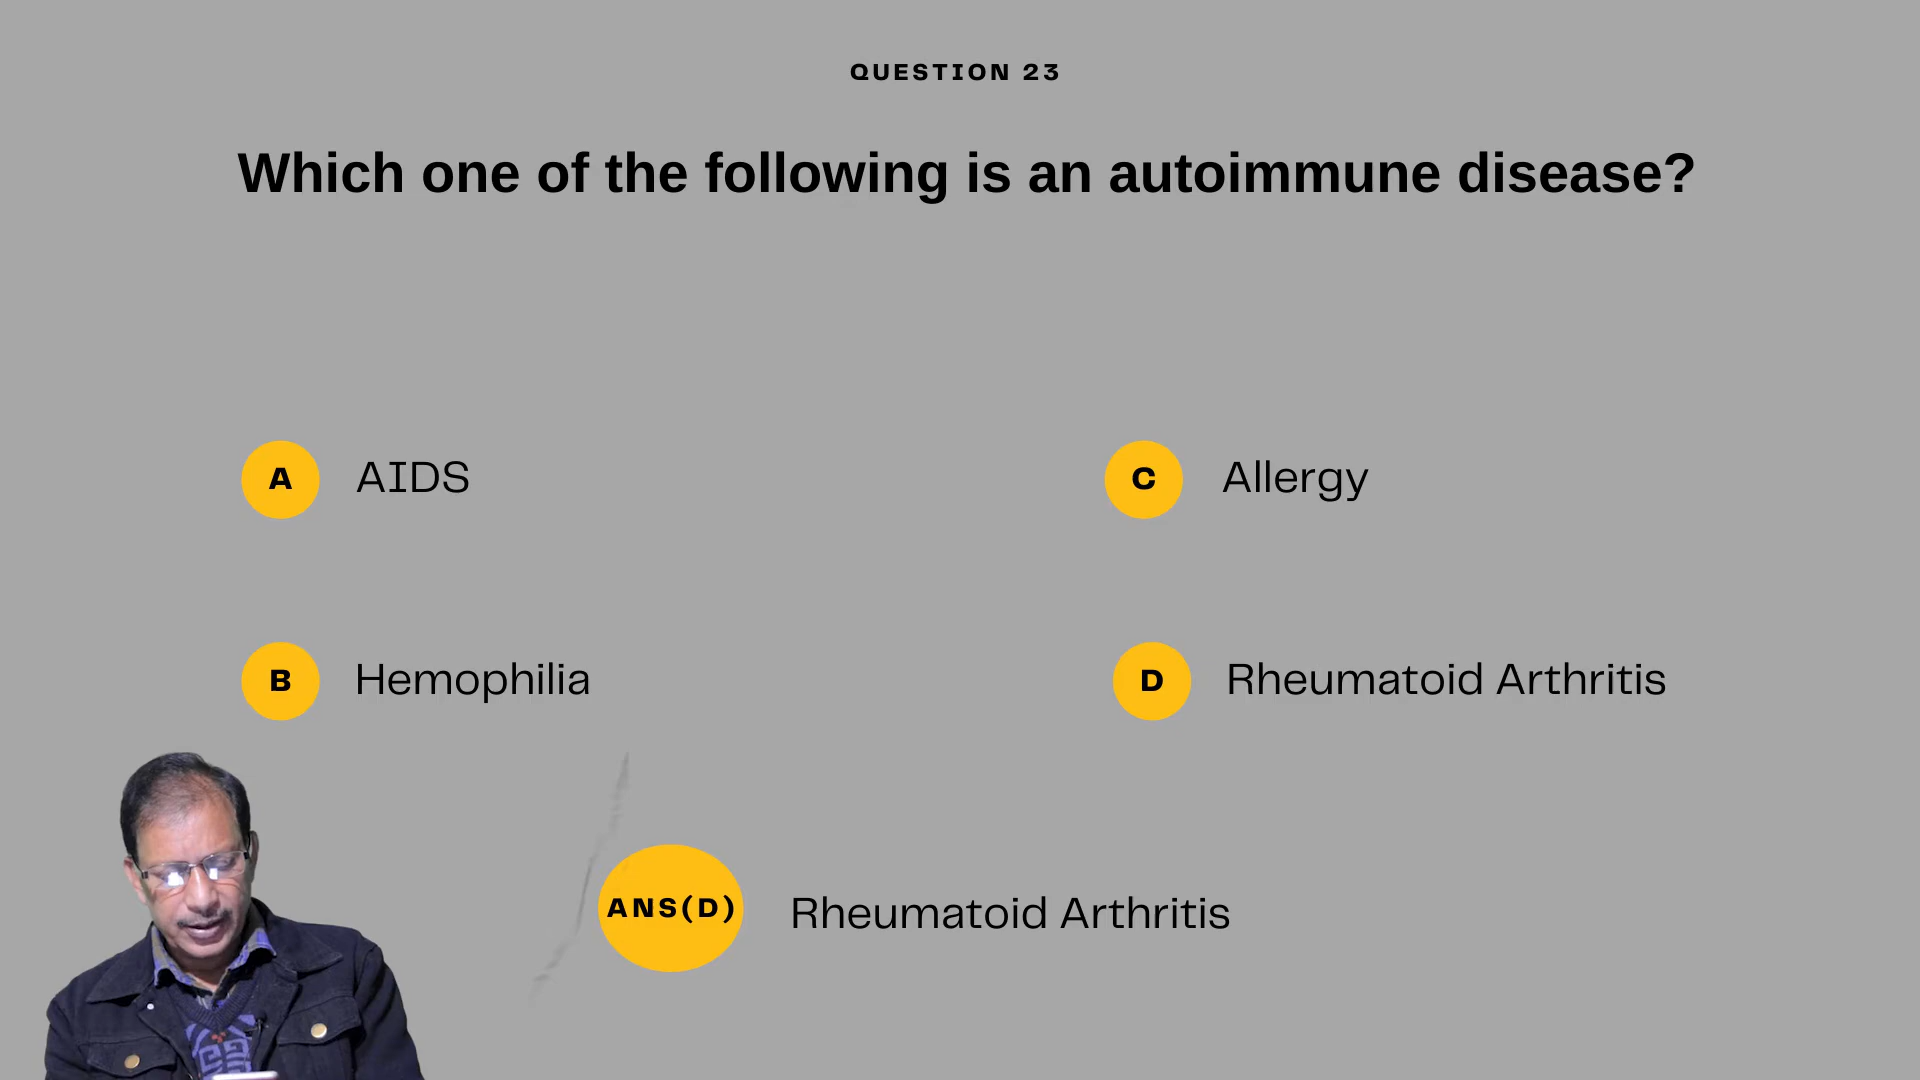 QUESTION 23
Which one of the following is an autoimmune disease?
A AIDS
C Allergy
B Hemophilia
D Rheumatoid Arthritis
ANS(D) Rheumatoid Arthritis